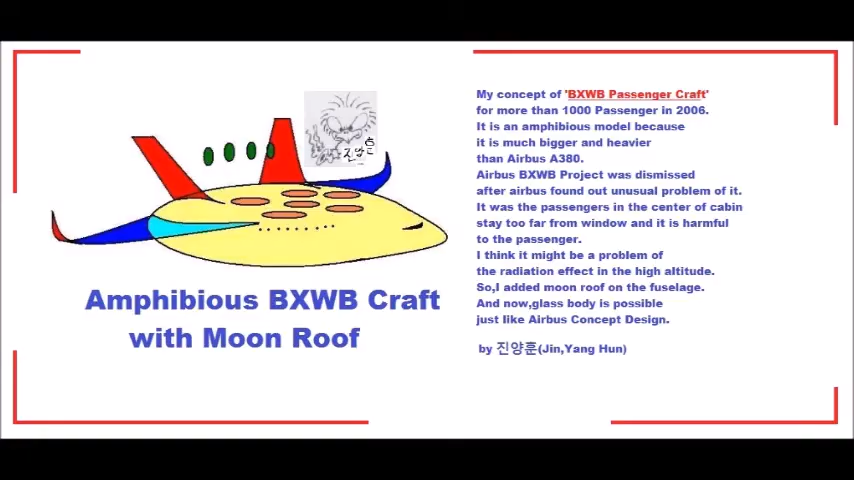 진양훈
Amphibious BXWB Craft
with Moon Roof
My concept of 'BXWB Passenger Craft'
for more than 1000 Passenger in 2006.
It is an amphibious model because
it is much bigger and heavier
than Airbus A380.
Airbus BXWB Project was dismissed
after airbus found out unusual problem of it.
It was the passengers in the center of cabin
stay too far from window and it is harmful
to the passenger.
I think it might be a problem of
the radiation effect in the high altitude.
So,I added moon roof on the fuselage.
And now,glass body is possible
just like Airbus Concept Design.
by 진양훈(Jin,Yang Hun)